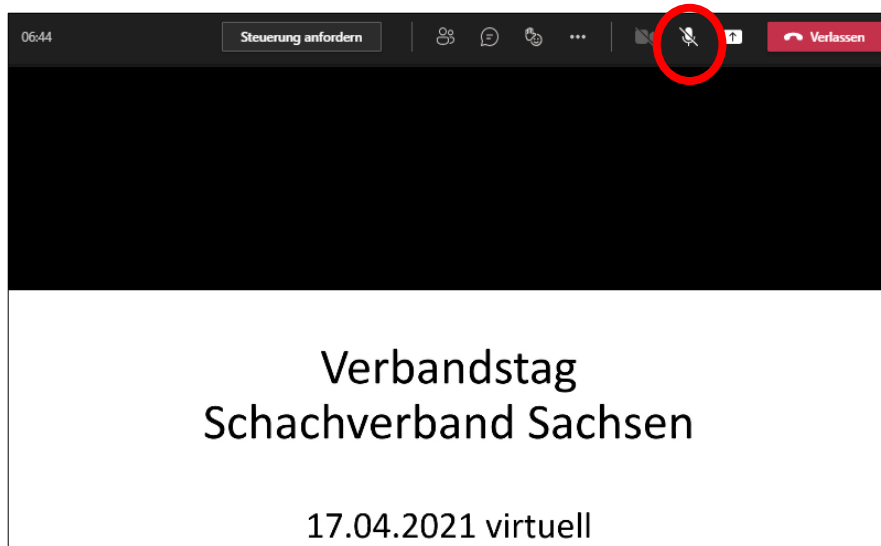 06:44 Steuerung anfordern Verlassen
Verbandstag
Schachverband Sachsen
17.04.2021 virtuell